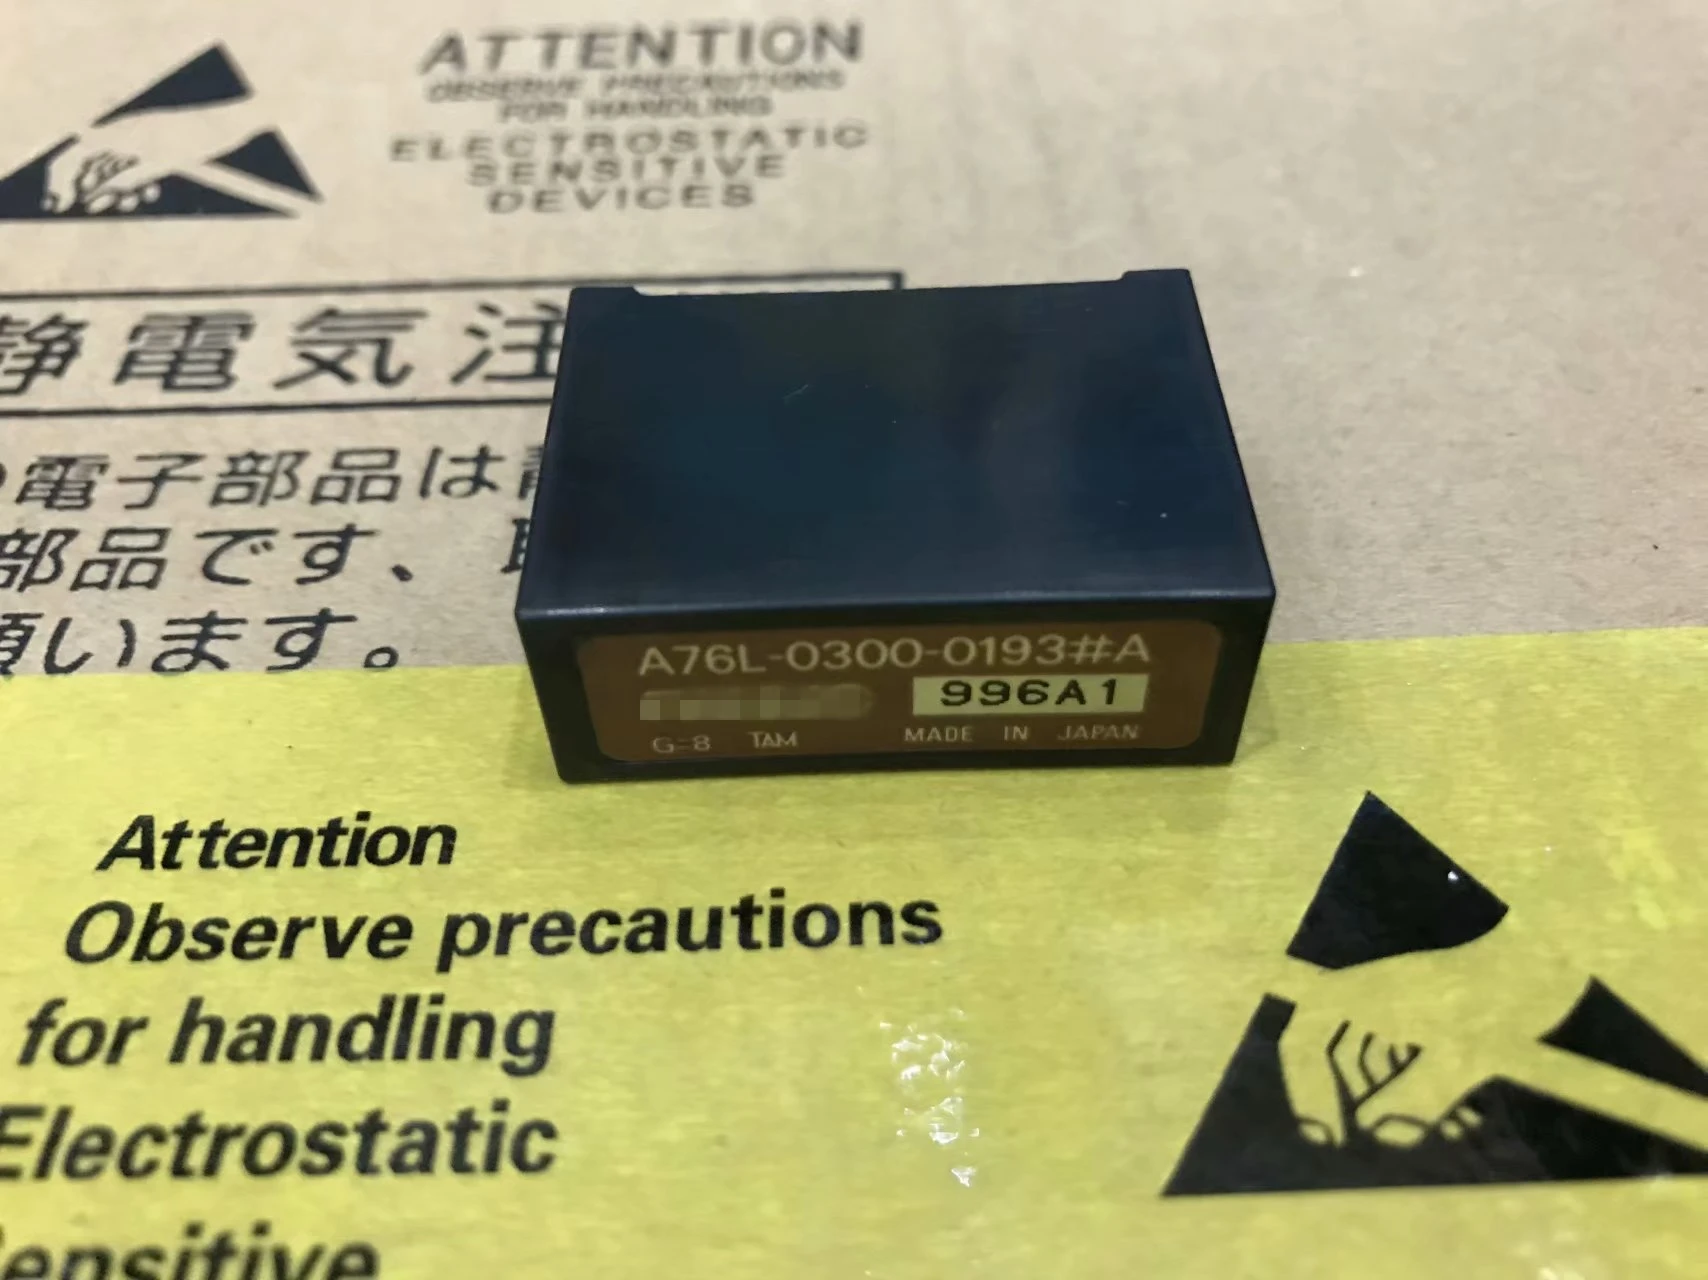 ATTENTION
OBSERVE PRECAUTIONS
FOR HANDLING
ELECTROSTATIC
SENSITIVE
DEVICES
静電気注
電子部品は
部品です、
願います。
A76L-0300-0193#A
996A1
G-8 TAM MADE IN JAPAN
Attention
Observe precautions
for handling
Electrostatic
Sensitive